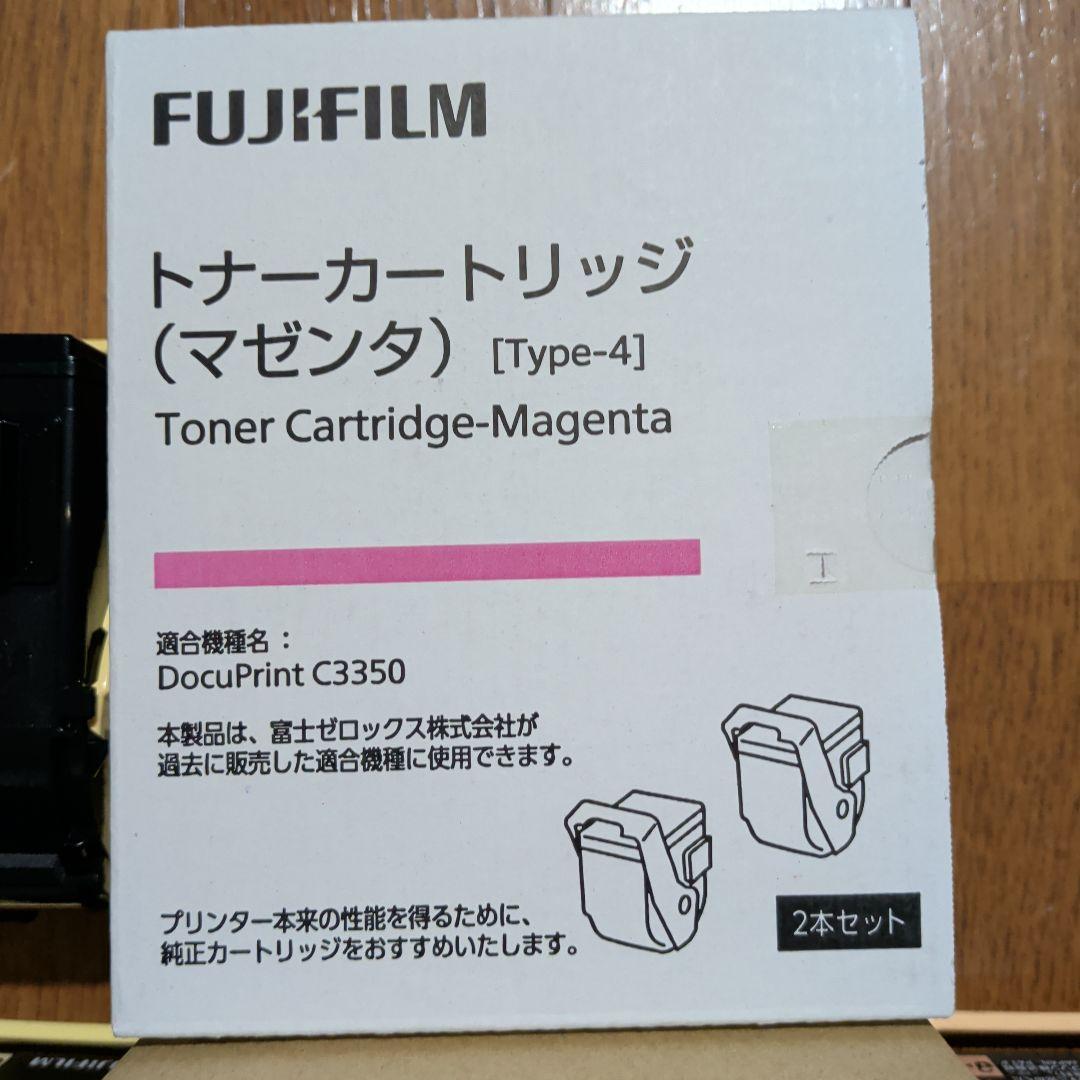 FUJIFILM
トナーカートリッジ
（マゼンタ） [Type-4]
Toner Cartridge-Magenta
適合機種名：
DocuPrint C3350
本製品は、富士ゼロックス株式会社が
過去に販売した適合機種に使用できます。
プリンター本来の性能を得るために、
純正カートリッジをおすすめいたします。
2本セット
T
FUJIFILM